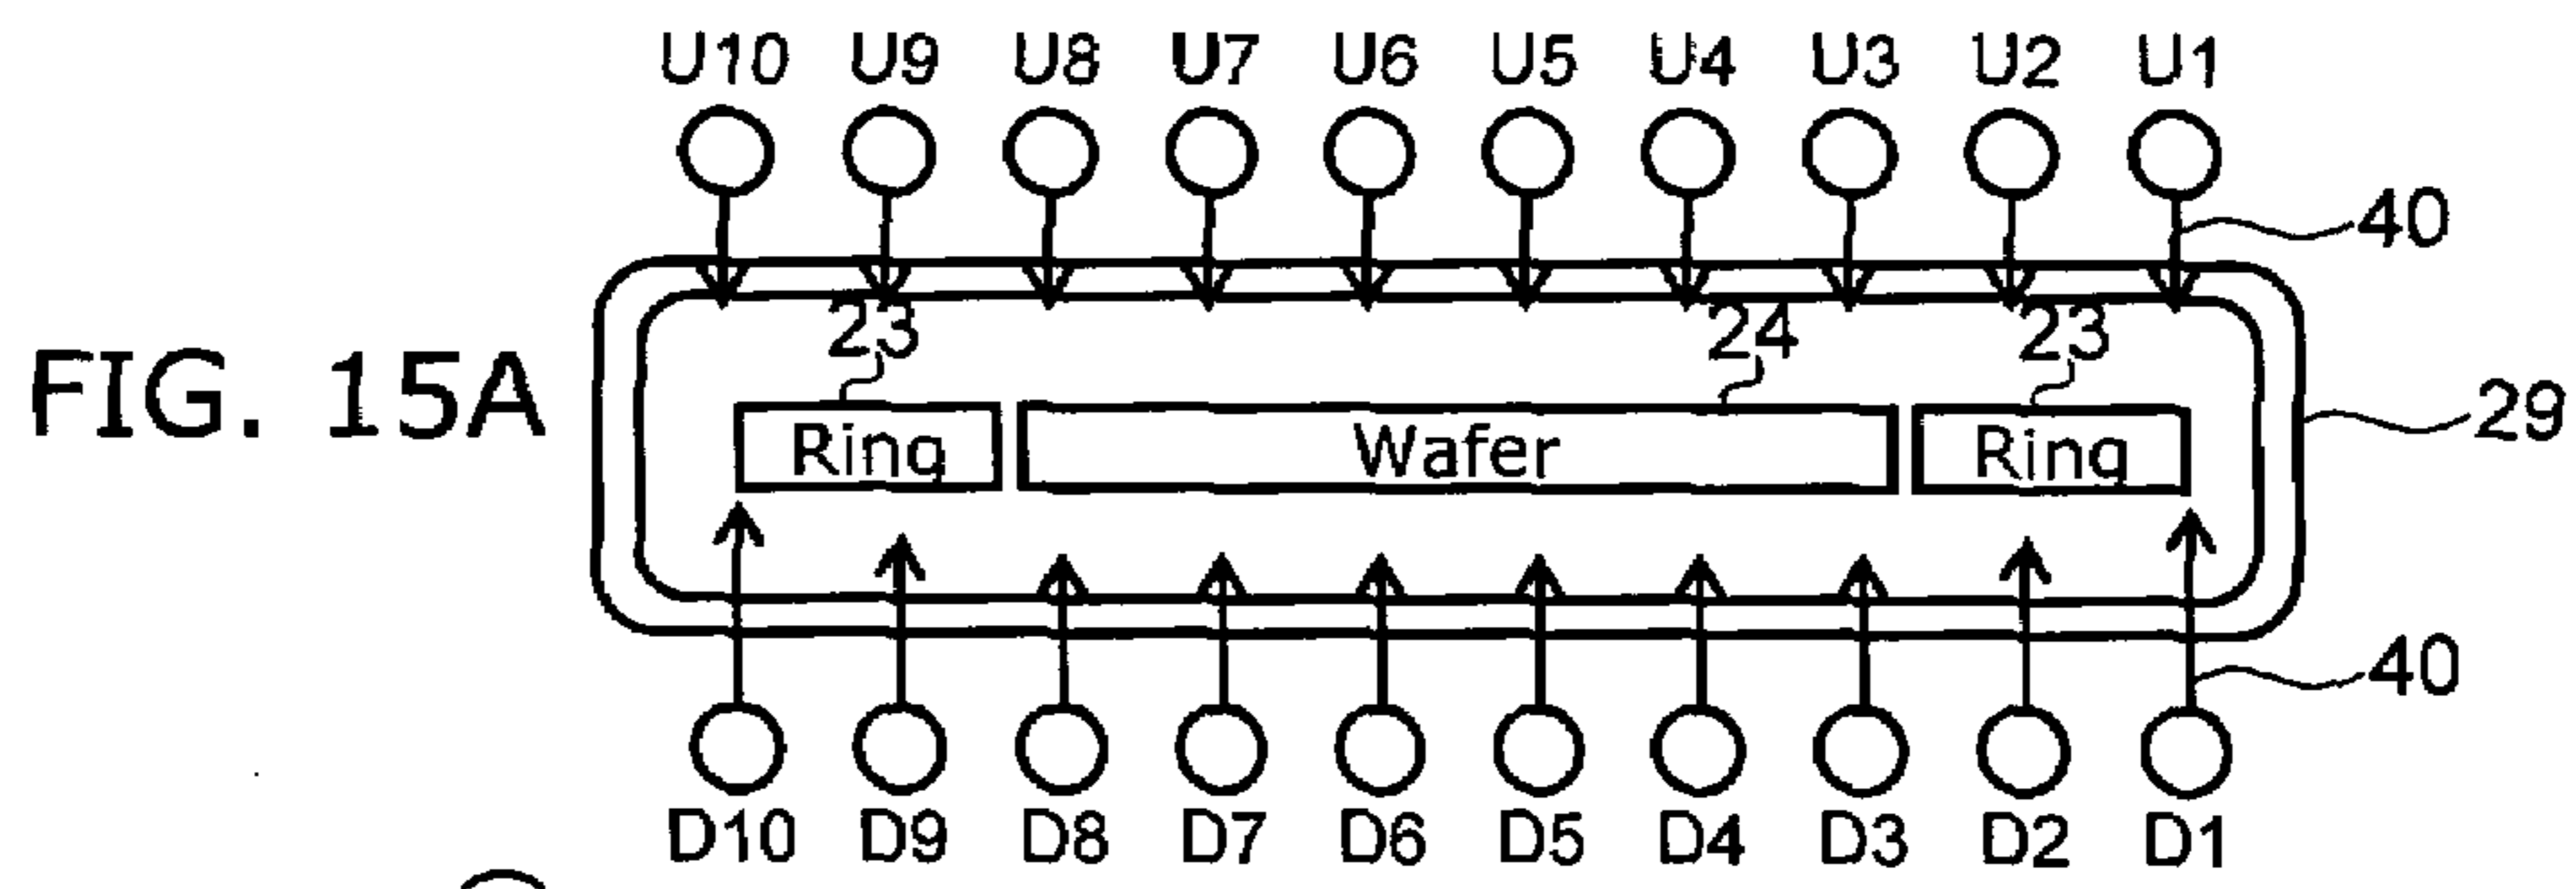 U10 U9 U8 U7 U6 U5 U4 U3 U2 U1
40
23 24 23
FIG. 15A
29
Ring Wafer Ring
40
D10 D9 D8 D7 D6 D5 D4 D3 D2 D1